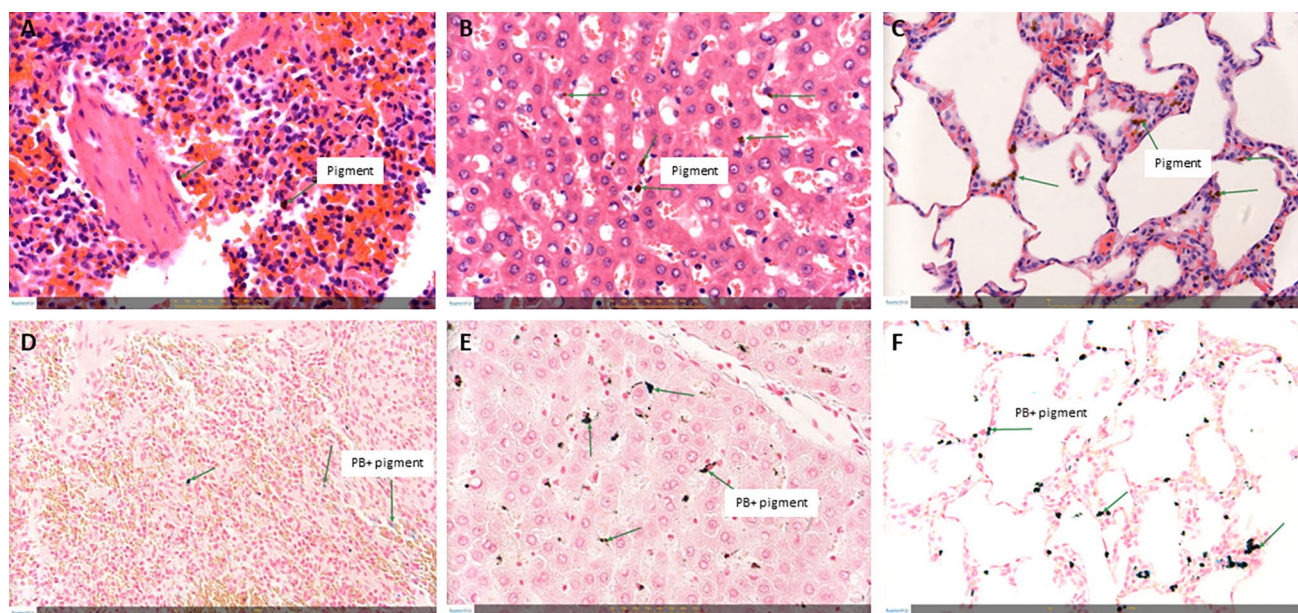 A
Pigment
B
Pigment
C
Pigment
D
PB+ pigment
E
PB+ pigment
F
PB+ pigment